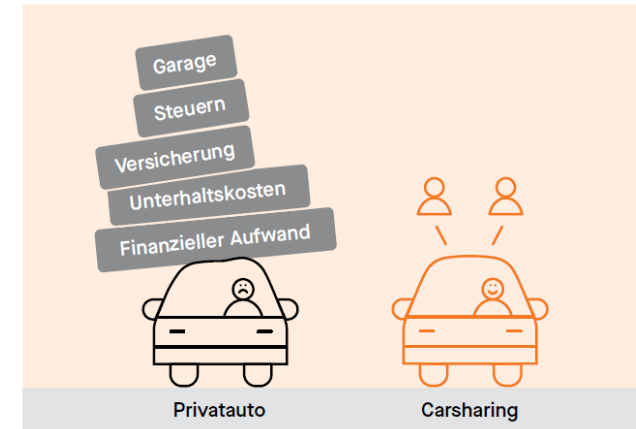 Garage
Steuern
Versicherung
Unterhaltskosten
Finanzieller Aufwand
Privatauto
Carsharing